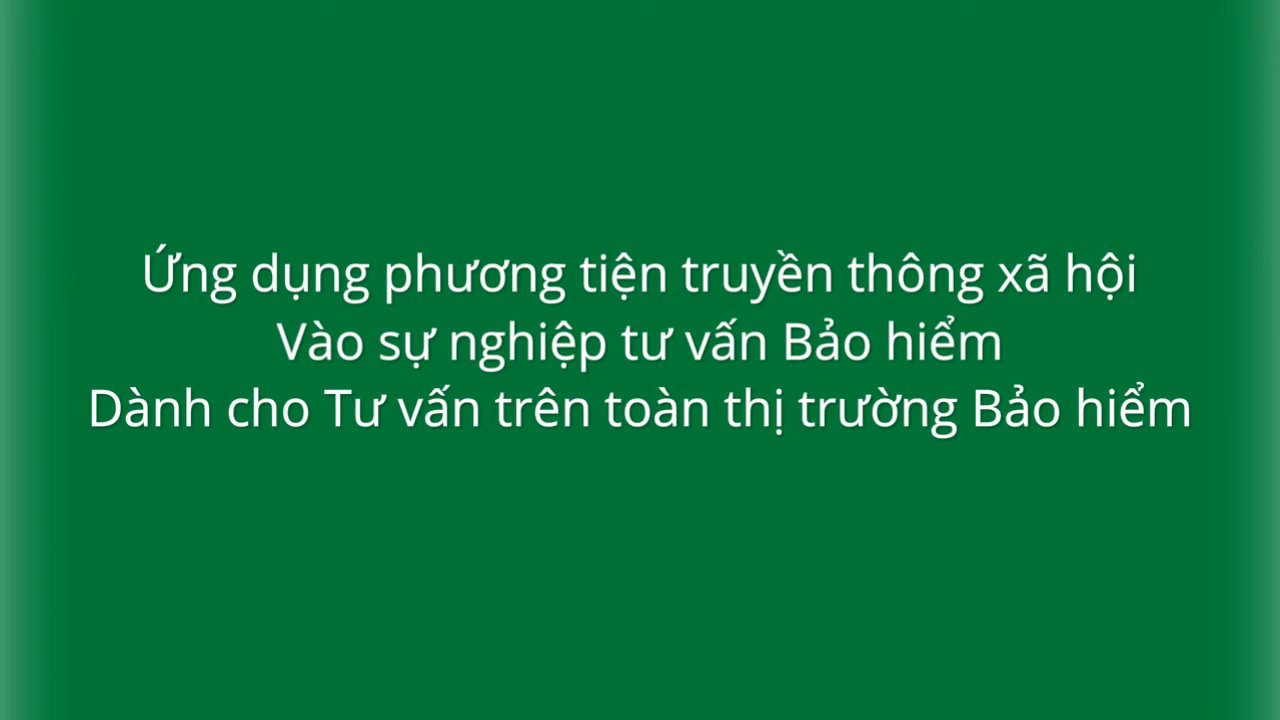 Ứng dụng phương tiện truyền thông xã hội
Vào sự nghiệp tư vấn Bảo hiểm
Dành cho Tư vấn trên toàn thị trường Bảo hiểm